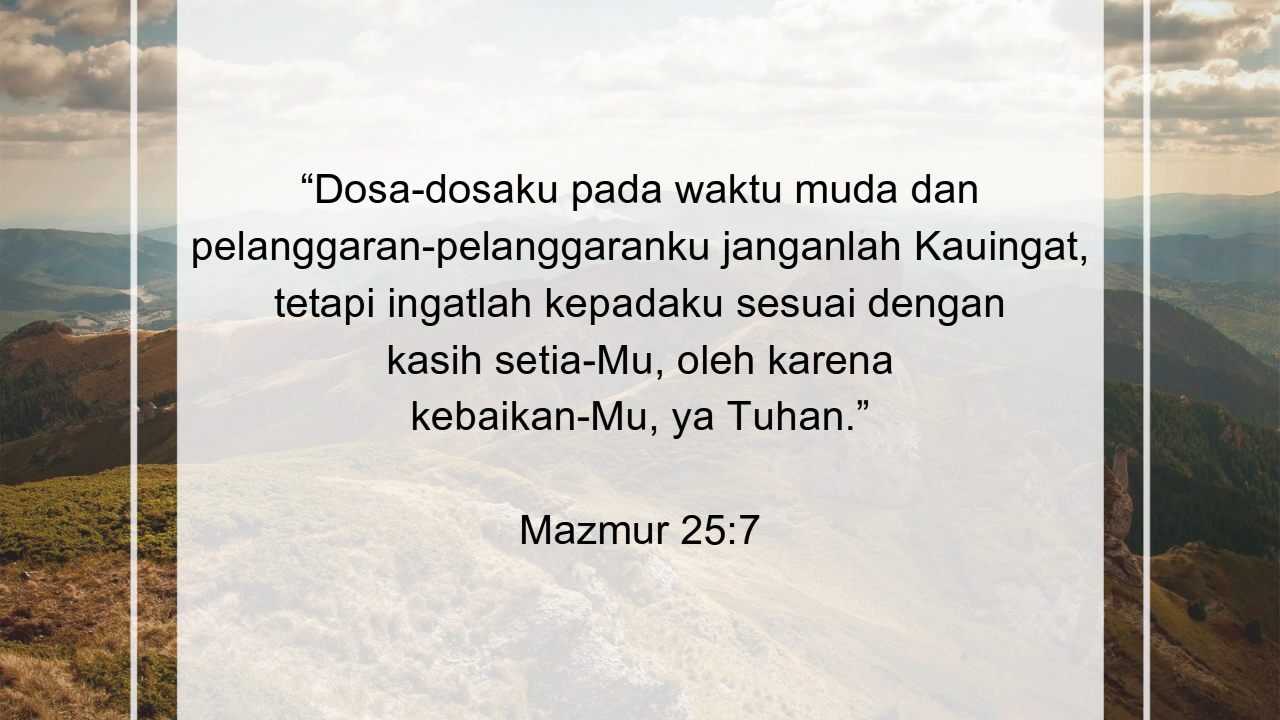 “Dosa-dosaku pada waktu muda dan
pelanggaran-pelanggaranku janganlah Kauingat,
tetapi ingatlah kepadaku sesuai dengan
kasih setia-Mu, oleh karena
kebaikan-Mu, ya Tuhan.”
Mazmur 25:7